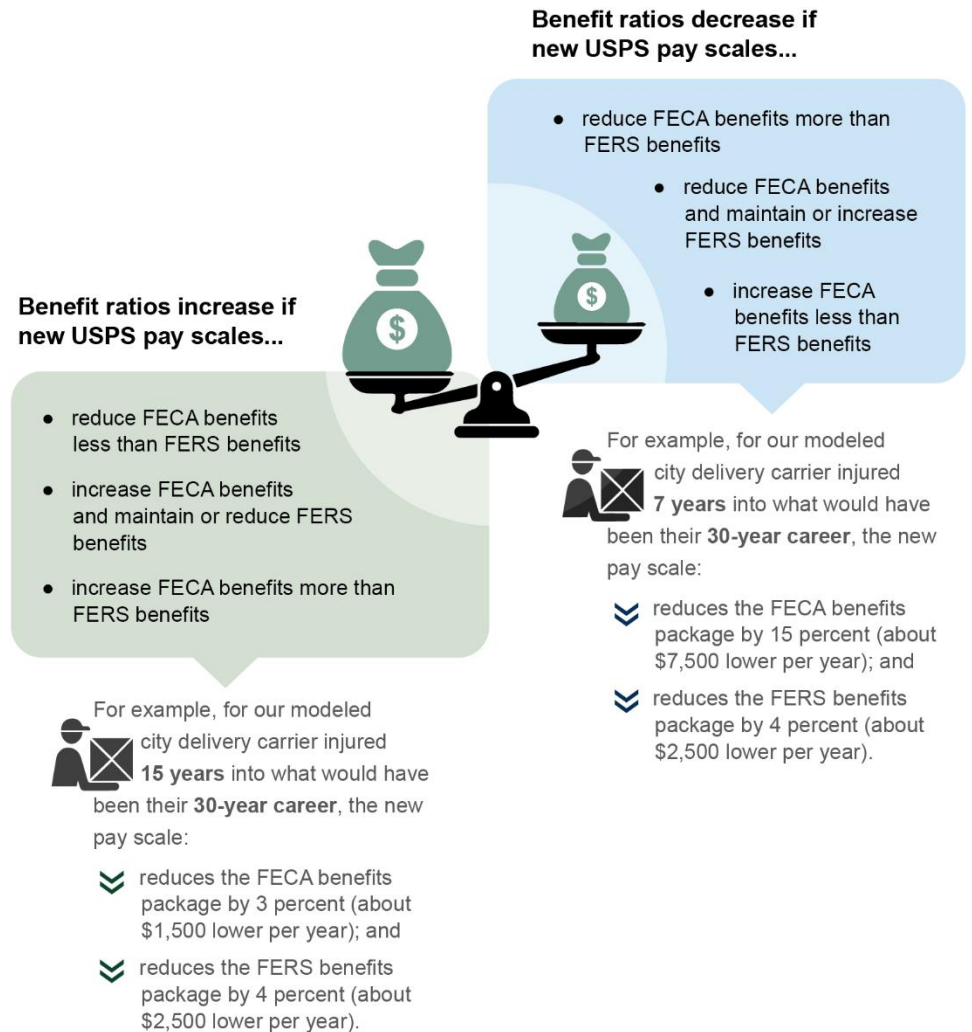 Benefit ratios decrease if
new USPS pay scales...
● reduce FECA benefits more than
FERS benefits
● reduce FECA benefits
and maintain or increase
FERS benefits
● increase FECA
benefits less than
FERS benefits
$
$
Benefit ratios increase if
new USPS pay scales...
● reduce FECA benefits
less than FERS benefits
● increase FECA benefits
and maintain or reduce FERS
benefits
● increase FECA benefits more than
FERS benefits
For example, for our modeled
city delivery carrier injured
7 years into what would have
been their 30-year career, the new
pay scale:
reduces the FECA benefits
package by 15 percent (about
$7,500 lower per year); and
reduces the FERS benefits
package by 4 percent (about
$2,500 lower per year).
For example, for our modeled
city delivery carrier injured
15 years into what would have
been their 30-year career, the new
pay scale:
reduces the FECA benefits
package by 3 percent (about
$1,500 lower per year); and
reduces the FERS benefits
package by 4 percent (about
$2,500 lower per year).